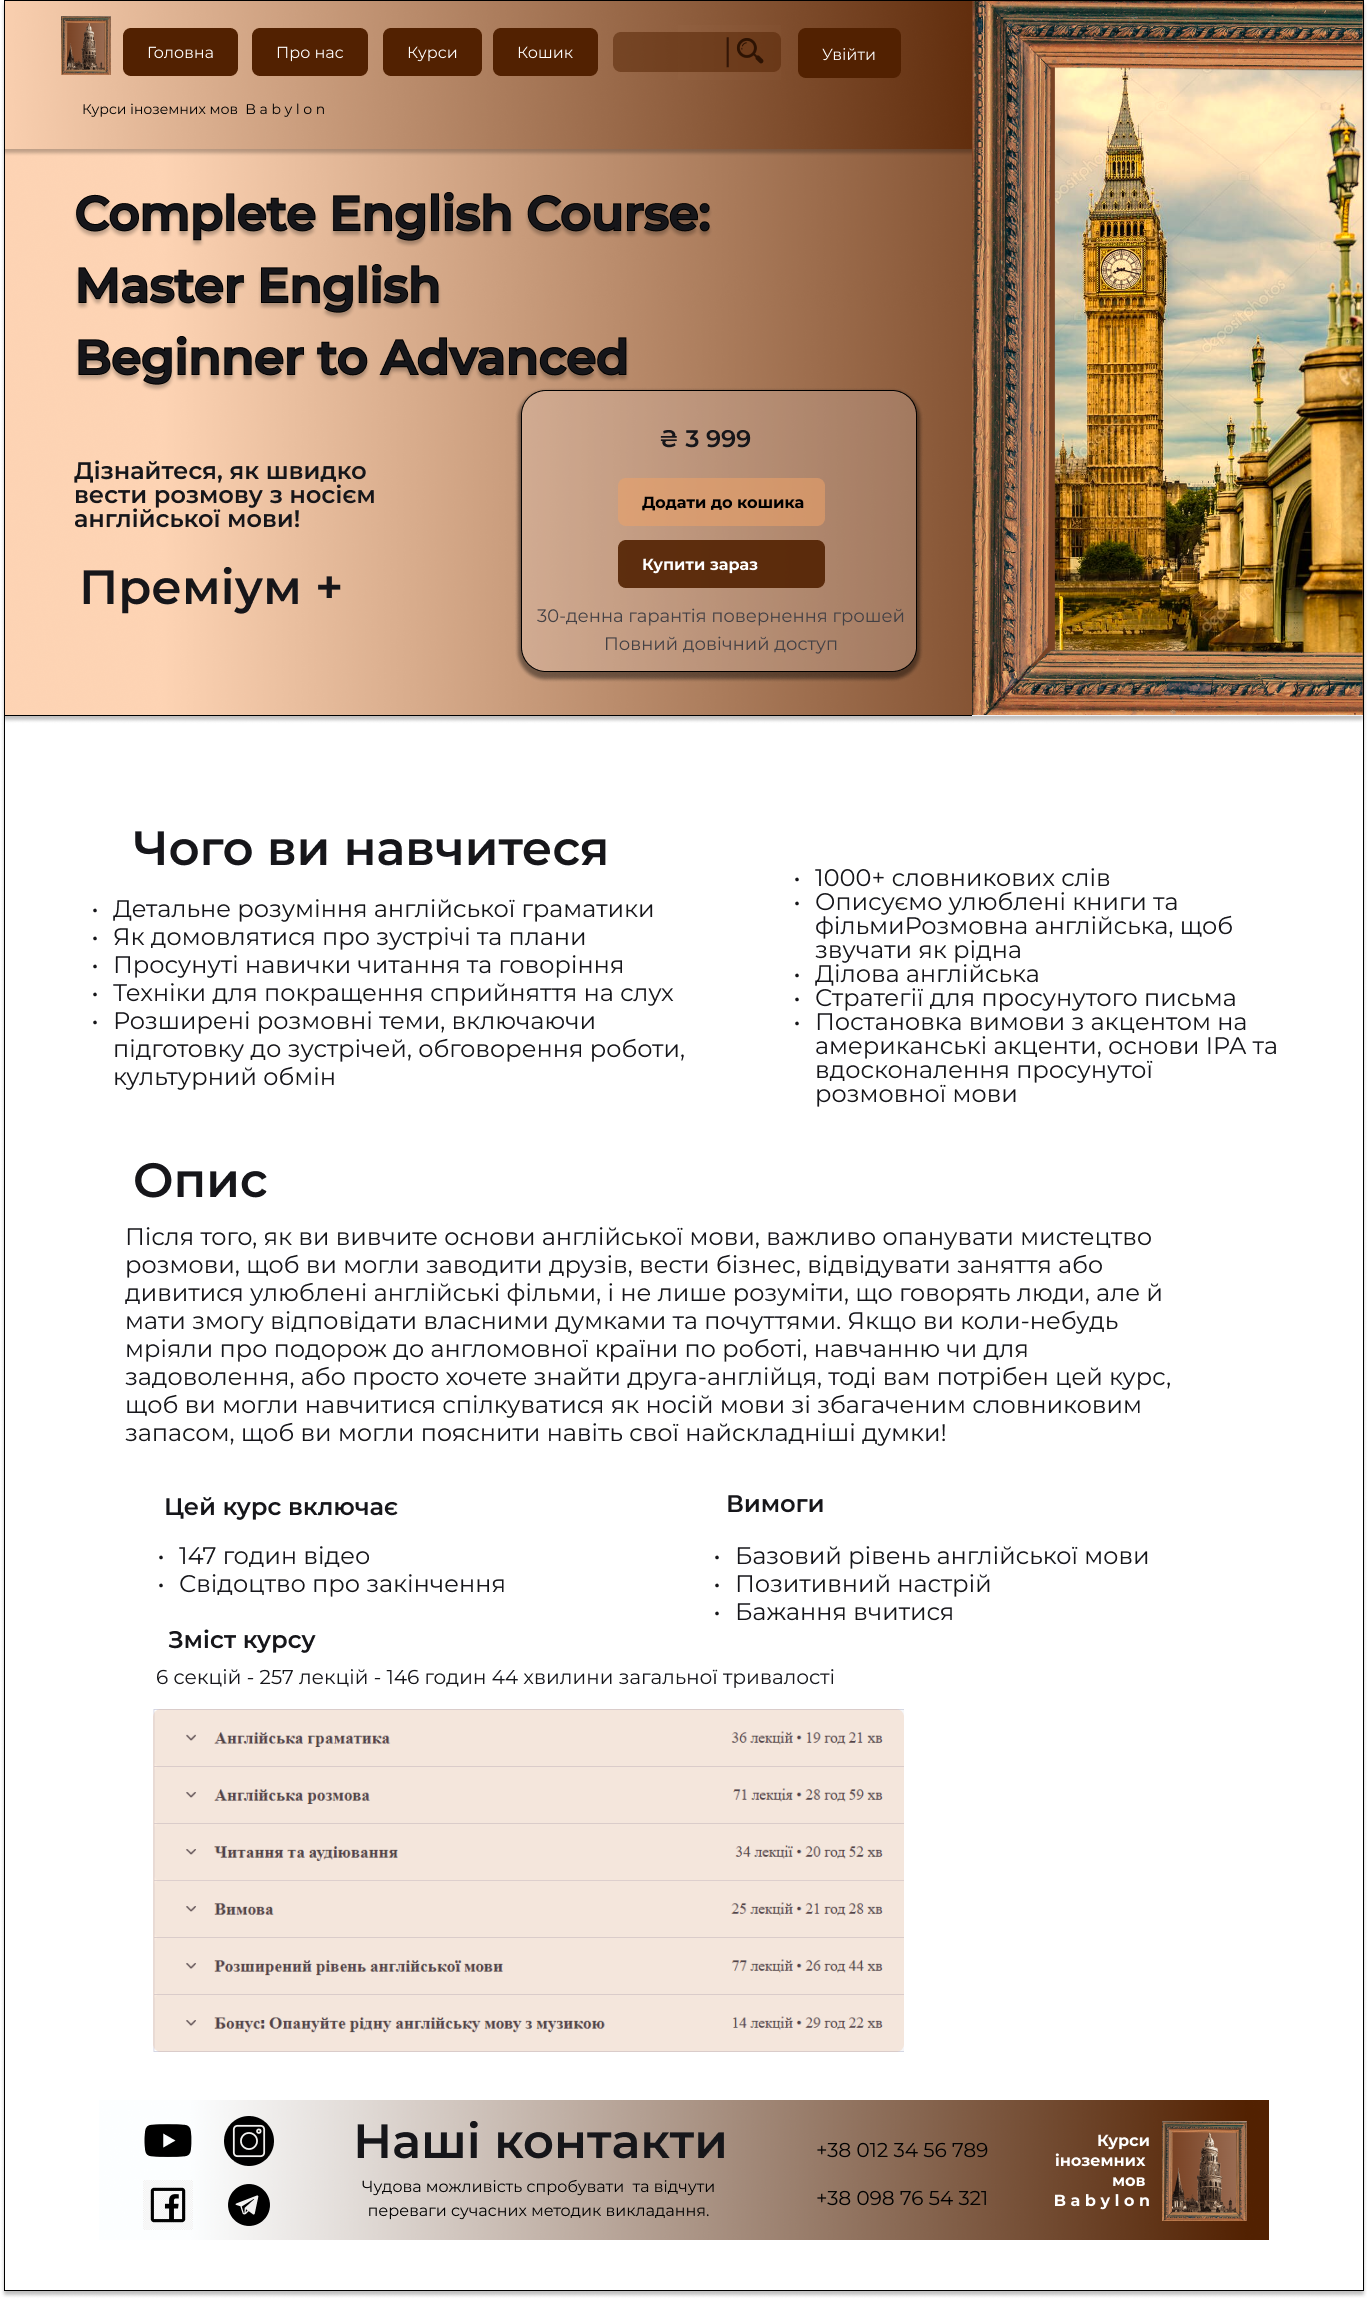 Головна
Про нас
Курси
Кошик
Увійти
Курси іноземних мов B a b y l o n
Complete English Course:
Master English
Beginner to Advanced
₴ 3 999
Дізнайтеся, як швидко
вести розмову з носієм
англійської мови!
Додати до кошика
Купити зараз
Преміум +
30-денна гарантія повернення грошей
Повний довічний доступ
depositphotos
Чого ви навчитеся
• Детальне розуміння англійської граматики
• Як домовлятися про зустрічі та плани
• Просунуті навички читання та говоріння
• Техніки для покращення сприйняття на слух
• Розширені розмовні теми, включаючи
підготовку до зустрічей, обговорення роботи,
культурний обмін
• 1000+ словникових слів
• Описуємо улюблені книги та
фільмиРозмовна англійська, щоб
звучати як рідна
• Ділова англійська
• Стратегії для просунутого письма
• Постановка вимови з акцентом на
американські акценти, основи IPA та
вдосконалення просунутої
розмовної мови
Опис
Після того, як ви вивчите основи англійської мови, важливо опанувати мистецтво
розмови, щоб ви могли заводити друзів, вести бізнес, відвідувати заняття або
дивитися улюблені англійські фільми, і не лише розуміти, що говорять люди, але й
мати змогу відповідати власними думками та почуттями. Якщо ви коли-небудь
мріяли про подорож до англомовної країни по роботі, навчанню чи для
задоволення, або просто хочете знайти друга-англійця, тоді вам потрібен цей курс,
щоб ви могли навчитися спілкуватися як носій мови зі збагаченим словниковим
запасом, щоб ви могли пояснити навіть свої найскладніші думки!
Цей курс включає
• 147 годин відео
• Свідоцтво про закінчення
Вимоги
• Базовий рівень англійської мови
• Позитивний настрій
• Бажання вчитися
Зміст курсу
6 секцій - 257 лекцій - 146 годин 44 хвилини загальної тривалості
Англійська граматика 36 лекцій • 19 год 21 хв
Англійська розмова 71 лекція • 28 год 59 хв
Читання та аудіювання 34 лекції • 20 год 52 хв
Вимова 25 лекцій • 21 год 28 хв
Розширений рівень англійської мови 77 лекцій • 26 год 44 хв
Бонус: Опануйте рідну англійську мову з музикою 14 лекцій • 29 год 22 хв
Наші контакти
Чудова можливість спробувати та відчути
переваги сучасних методик викладання.
+38 012 34 56 789
+38 098 76 54 321
Курси
іноземних
мов
B a b y l o n